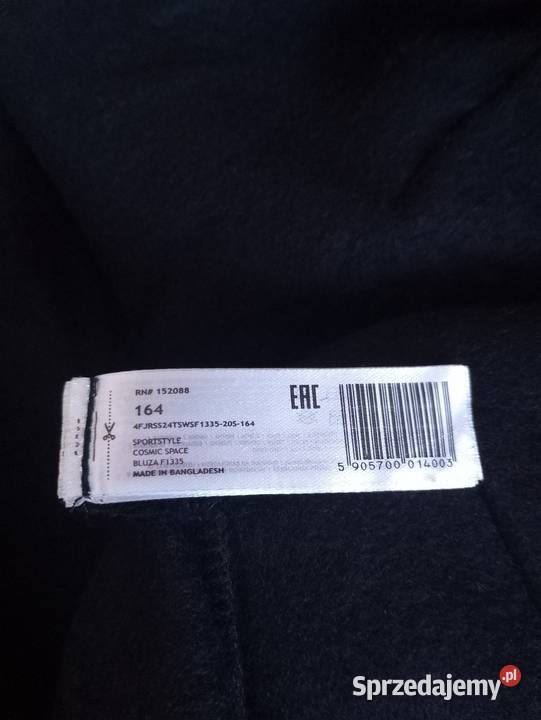 RN# 152088
164
4FJRSS24TSWSF1335-20S-164
SPORTSTYLE
COSMIC SPACE
BLUZA F1335
MADE IN BANGLADESH
EAC
5 905700 014003
Sprzedajemy.pl